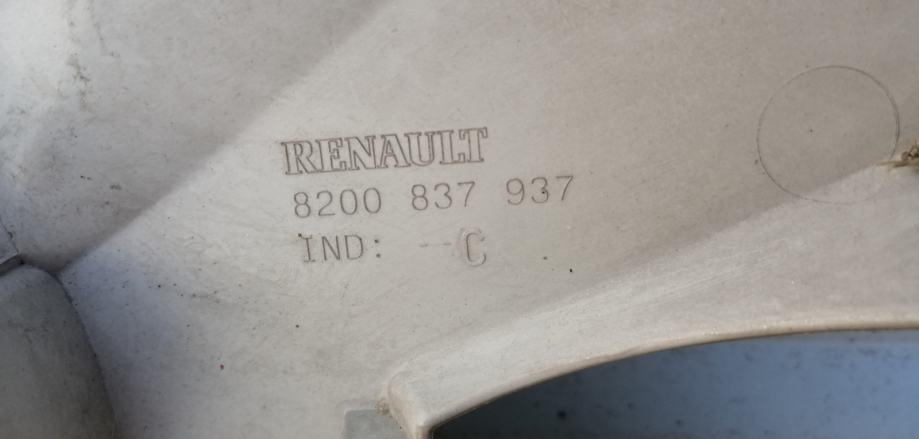 RENAULT
8200 837 937
IND: --C